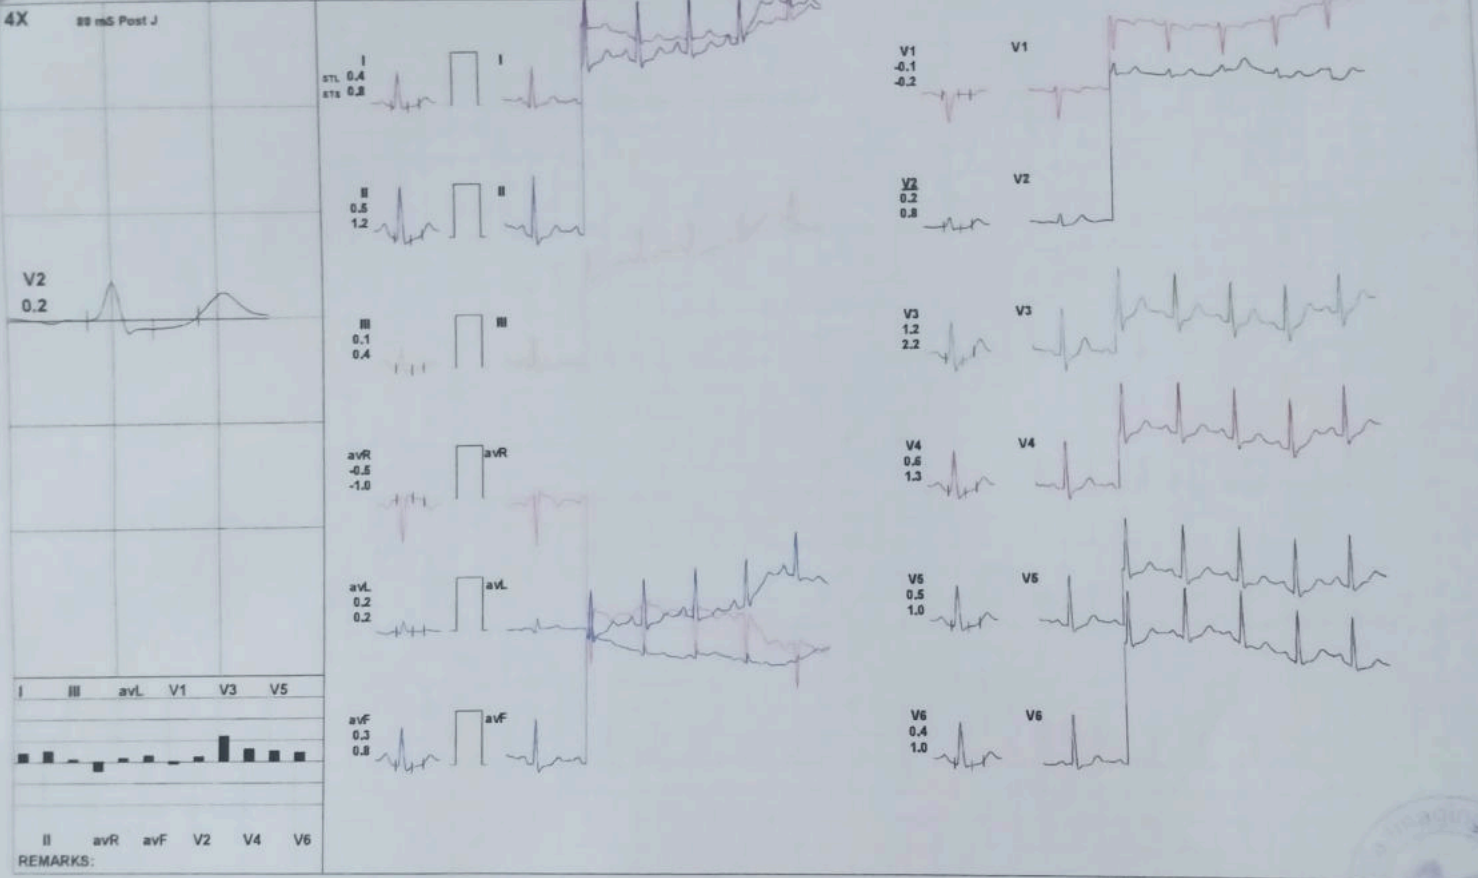 4X 80 mS Post J
V2
0.2
I III avL V1 V3 V5
II avR avF V2 V4 V6
REMARKS:
I I
STL 0.4
STS 0.8
II II
0.5
1.2
III III
0.1
0.4
avR avR
-0.5
-1.0
avL avL
0.2
0.2
avF avF
0.3
0.8
V1 V1
-0.1
-0.2
V2 V2
0.2
0.8
V3 V3
1.2
2.2
V4 V4
0.6
1.3
V5 V5
0.5
1.0
V6 V6
0.4
1.0